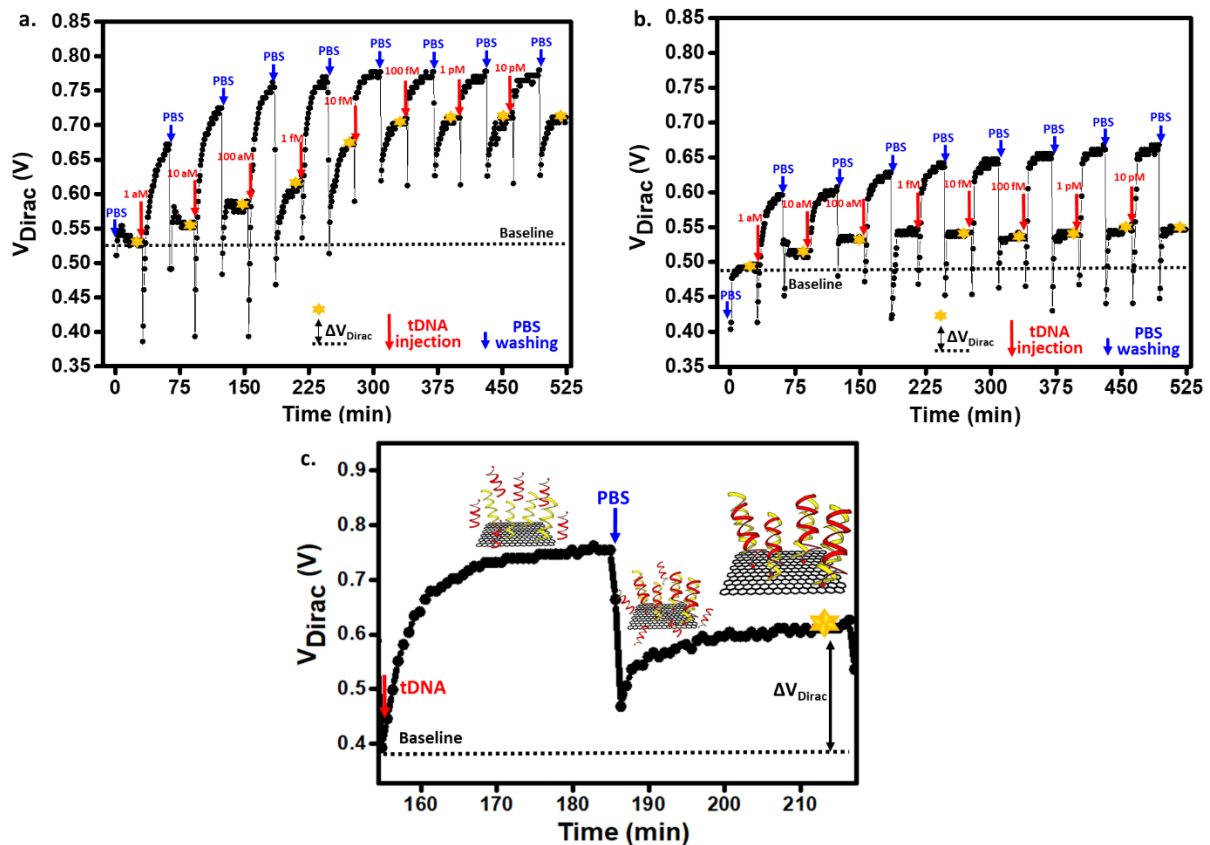 a.
V_Dirac (V)
0.85
0.80
0.75
0.70
0.65
0.60
0.55
0.50
0.45
0.40
0.35
PBS
1 aM
PBS
10 aM
PBS
100 aM
PBS
1 fM
PBS
10 fM
PBS
100 fM
PBS
1 pM
PBS
10 pM
PBS
Baseline
ΔV_Dirac
tDNA
injection
PBS
washing
0 75 150 225 300 375 450 525
Time (min)
b.
V_Dirac (V)
0.85
0.80
0.75
0.70
0.65
0.60
0.55
0.50
0.45
0.40
0.35
PBS
1 aM
PBS
10 aM
PBS
100 aM
PBS
1 fM
PBS
10 fM
PBS
100 fM
PBS
1 pM
PBS
10 pM
PBS
Baseline
ΔV_Dirac
tDNA
injection
PBS
washing
0 75 150 225 300 375 450 525
Time (min)
c.
V_Dirac (V)
0.9
0.8
0.7
0.6
0.5
0.4
PBS
tDNA
ΔV_Dirac
Baseline
160 170 180 190 200 210
Time (min)